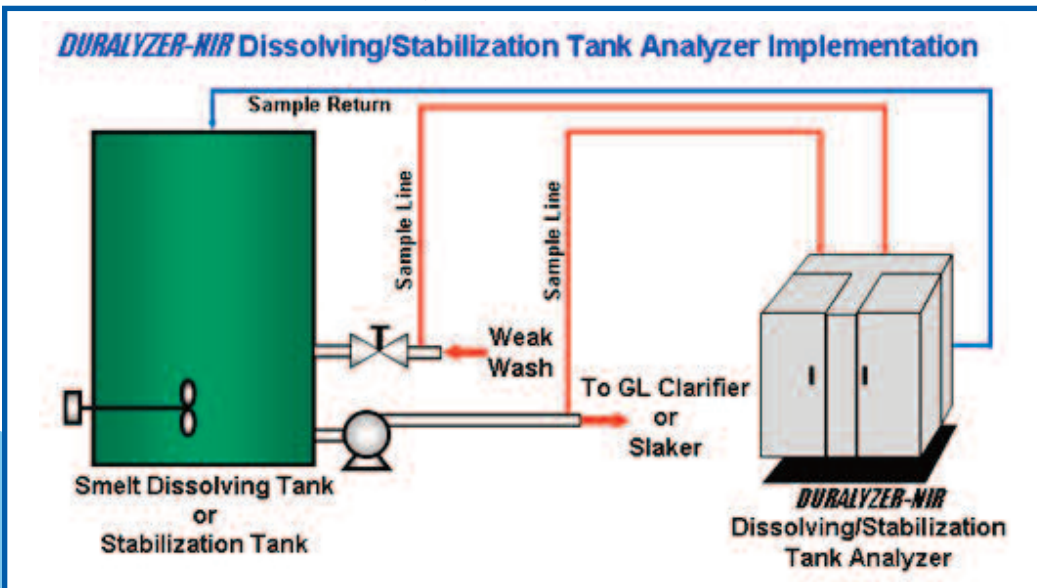 DURALYZER-NIR Dissolving/Stabilization Tank Analyzer Implementation
Sample Return
Sample Line
Sample Line
Weak
Wash
To GL Clarifier
or
Slaker
Smelt Dissolving Tank
or
Stabilization Tank
DURALYZER-NIR
Dissolving/Stabilization
Tank Analyzer